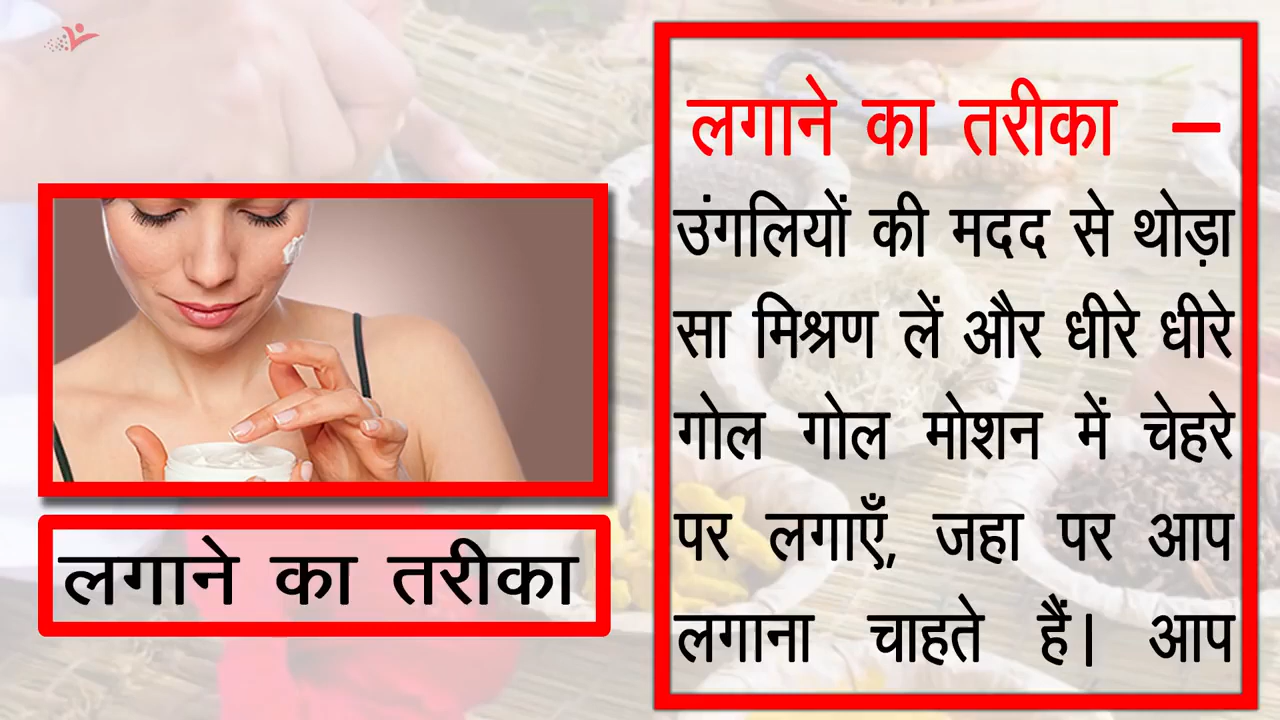 लगाने का तरीका
लगाने का तरीका –
उंगलियों की मदद से थोड़ा
सा मिश्रण लें और धीरे धीरे
गोल गोल मोशन में चेहरे
पर लगाएँ, जहा पर आप
लगाना चाहते हैं| आप